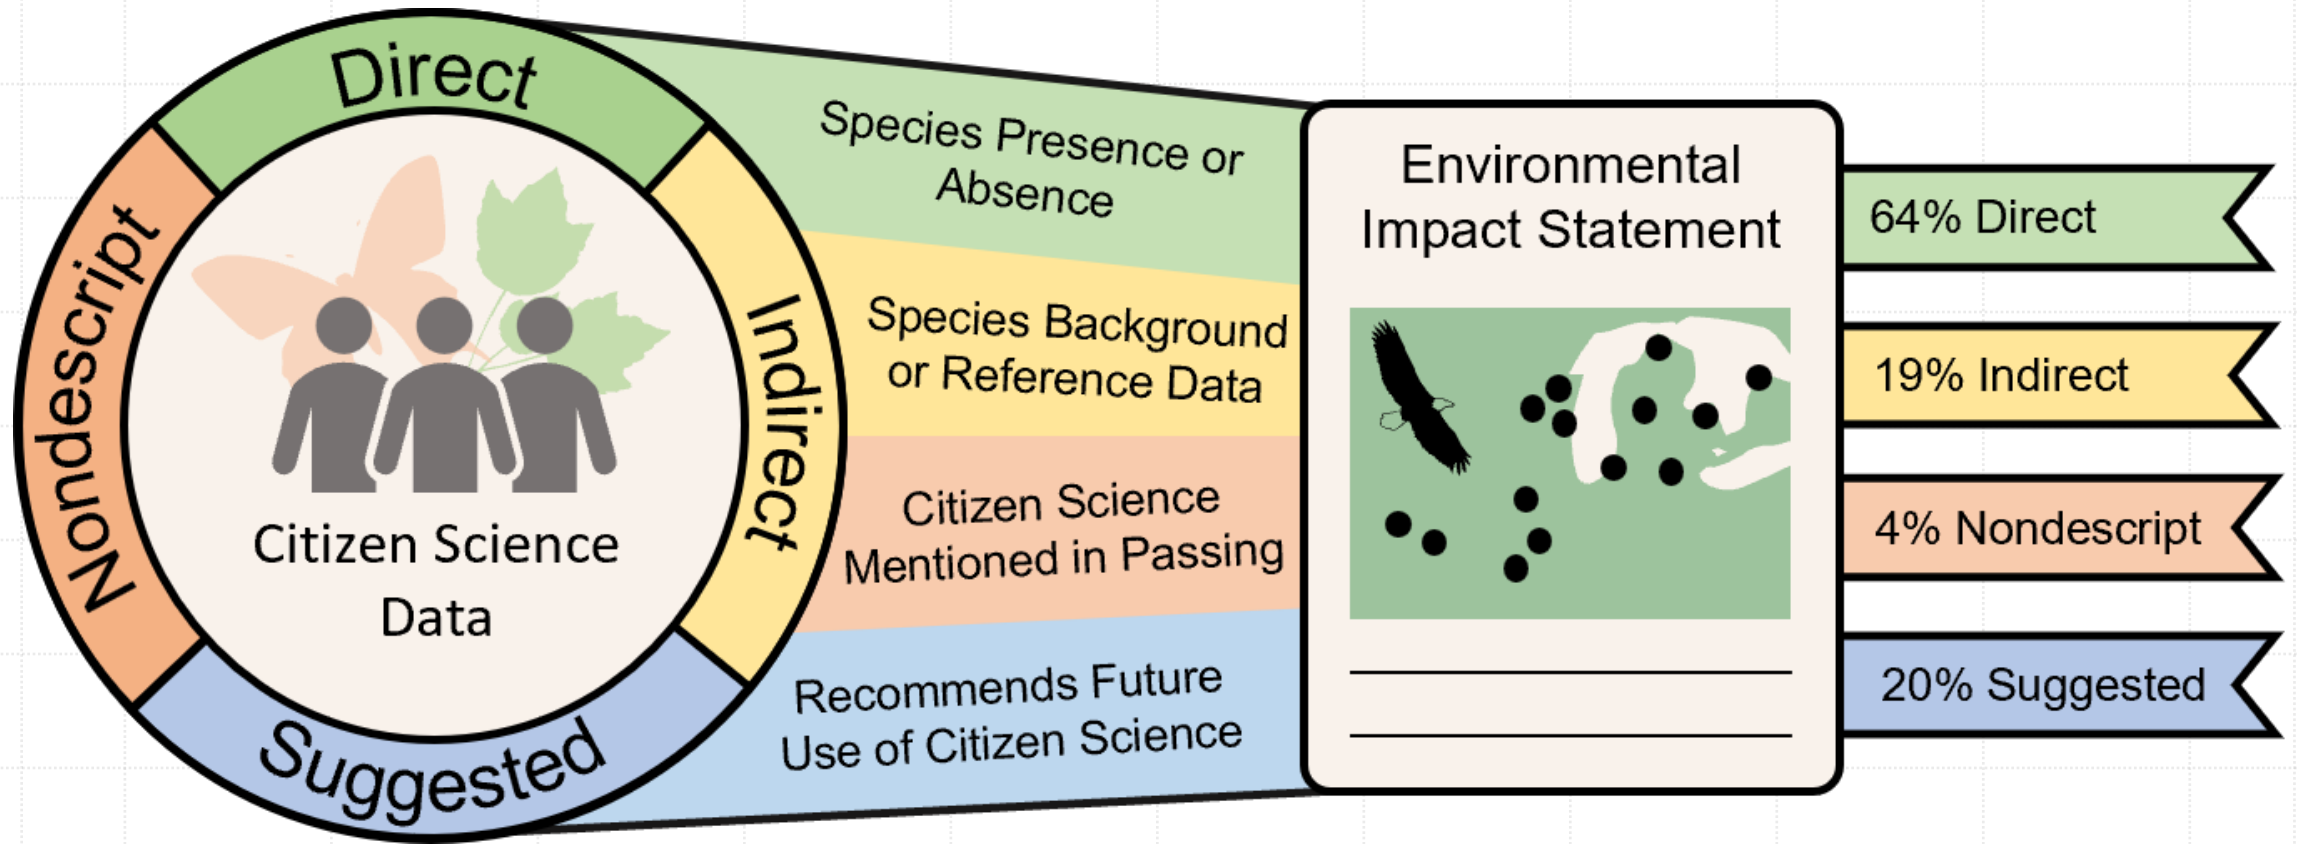 Direct
Indirect
Nondescript
Suggested
Citizen Science
Data
Species Presence or
Absence
Species Background
or Reference Data
Citizen Science
Mentioned in Passing
Recommends Future
Use of Citizen Science
Environmental
Impact Statement
64% Direct
19% Indirect
4% Nondescript
20% Suggested